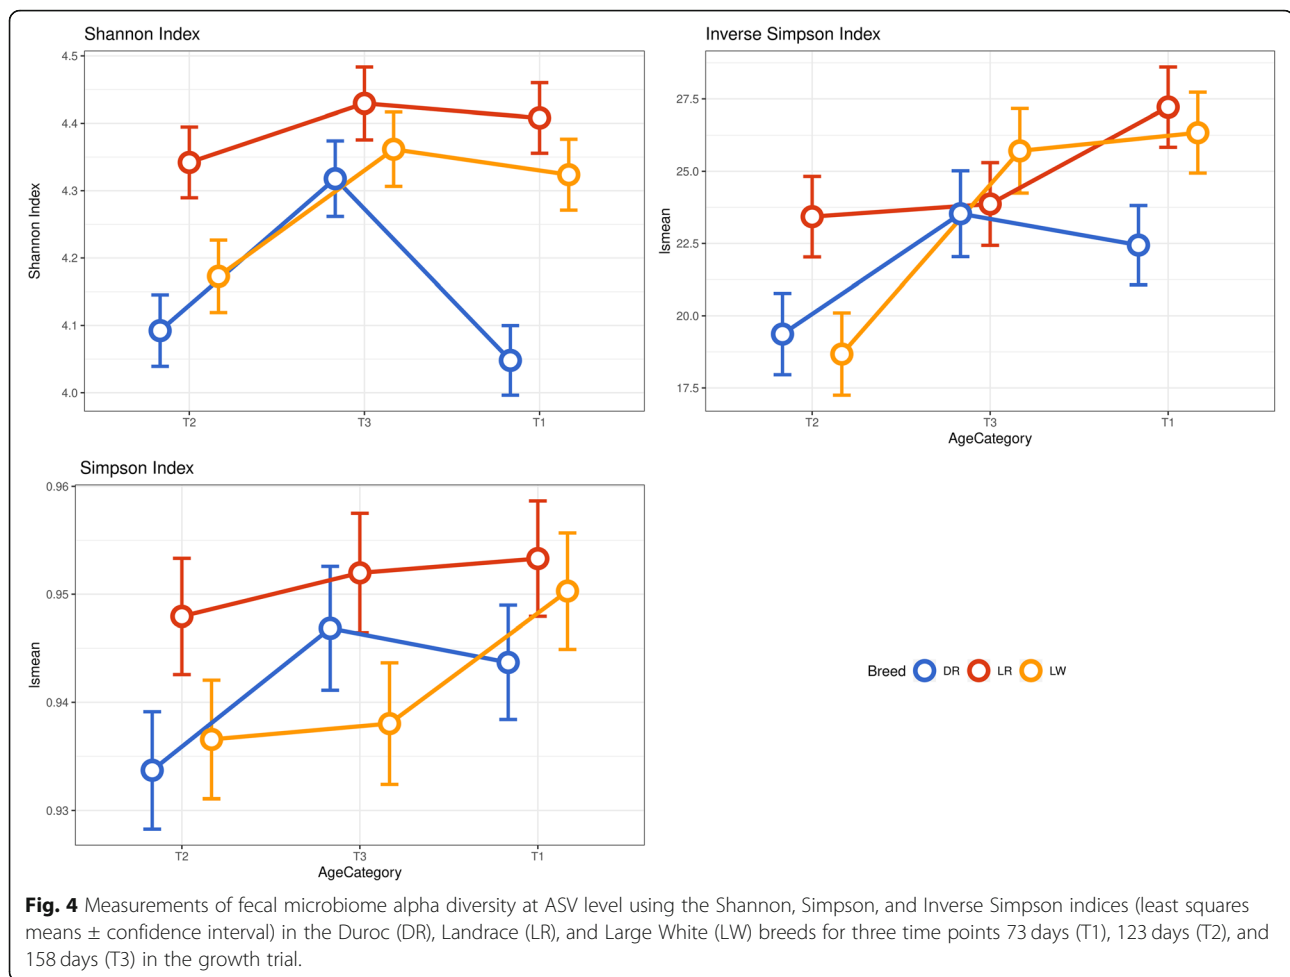 Shannon Index
4.5
4.4
4.3
4.2
4.1
4.0
Shannon Index
T2
T3
T1
Inverse Simpson Index
27.5
25.0
22.5
20.0
17.5
lsmean
T2
T3
T1
AgeCategory
Simpson Index
0.96
0.95
0.94
0.93
lsmean
T2
T3
T1
AgeCategory
Breed DR LR LW
Fig. 4 Measurements of fecal microbiome alpha diversity at ASV level using the Shannon, Simpson, and Inverse Simpson indices (least squares
means ± confidence interval) in the Duroc (DR), Landrace (LR), and Large White (LW) breeds for three time points 73 days (T1), 123 days (T2), and
158 days (T3) in the growth trial.